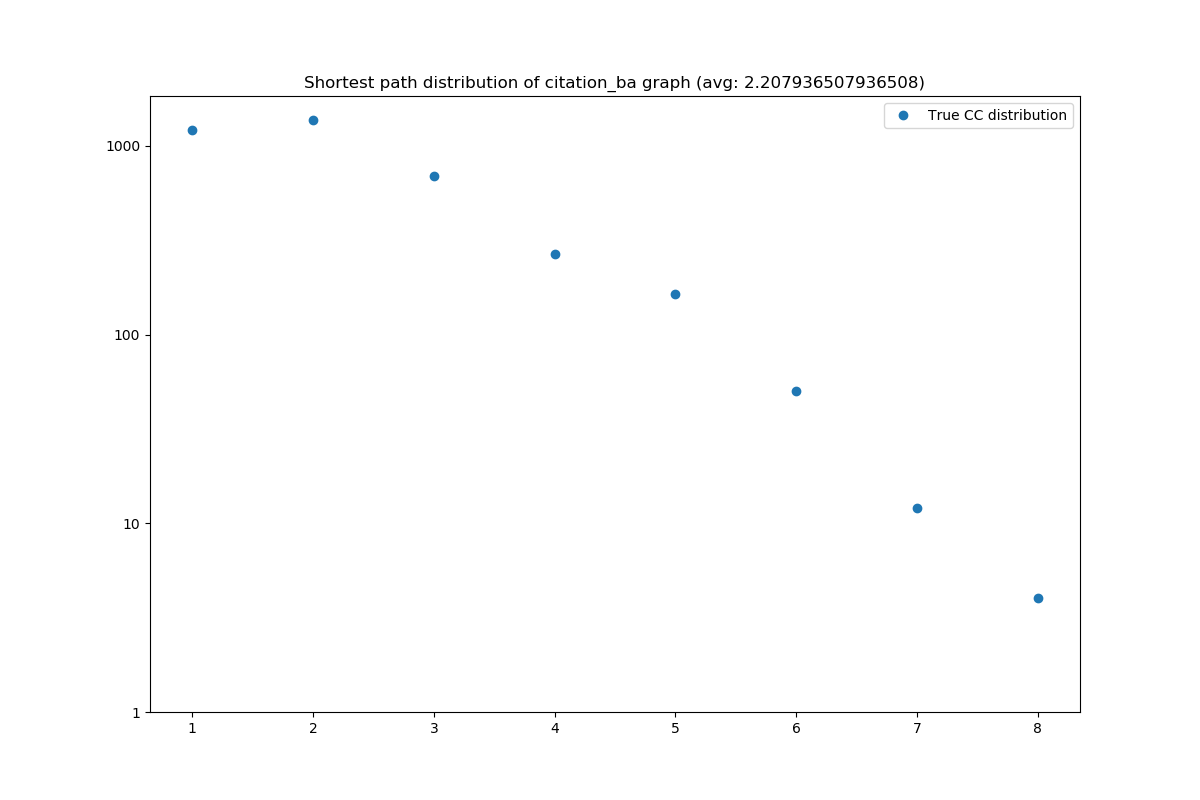 Shortest path distribution of citation_ba graph (avg: 2.207936507936508)
True CC distribution
1000
100
10
1
1 2 3 4 5 6 7 8